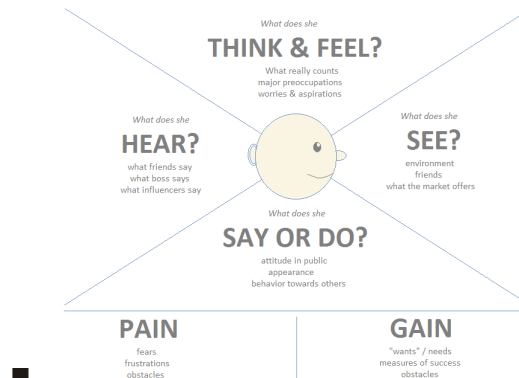 What does she
THINK & FEEL?
What really counts
major preoccupations
worries & aspirations
What does she
HEAR?
what friends say
what boss says
what influencers say
What does she
SEE?
environment
friends
what the market offers
What does she
SAY OR DO?
attitude in public
appearance
behavior towards others
PAIN
fears
frustrations
obstacles
GAIN
"wants" / needs
measures of success
obstacles